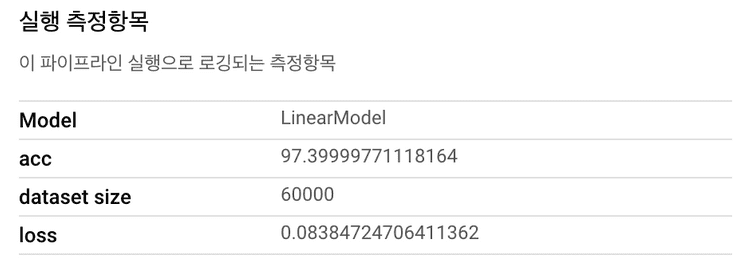 실행 측정항목
이 파이프라인 실행으로 로깅되는 측정항목
Model LinearModel
acc 97.39999771118164
dataset size 60000
loss 0.08384724706411362